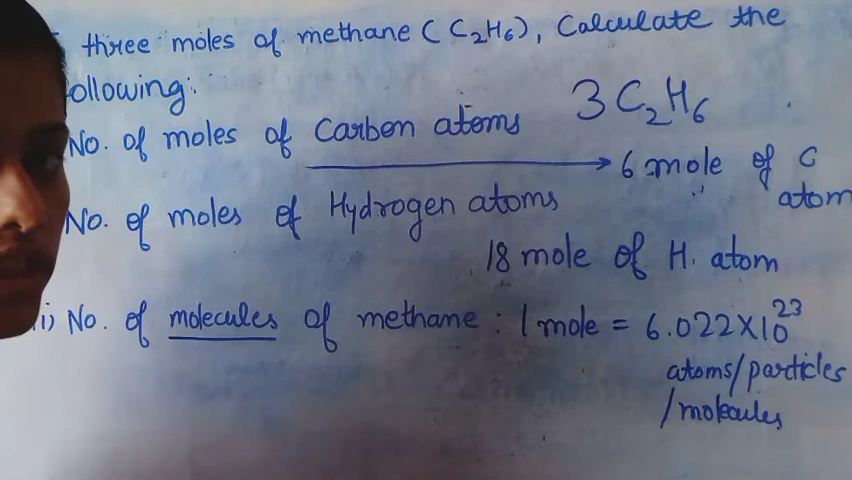 three moles of methane ( C₂H₆), Calculate the
ollowing:
3 C₂H₆
No. of moles of Carbon atoms
6 mole of C
atom
No. of moles of Hydrogen atoms
18 mole of H. atom
i) No. of molecules of methane : 1 mole = 6.022×10²³
atoms/particles
/molecules